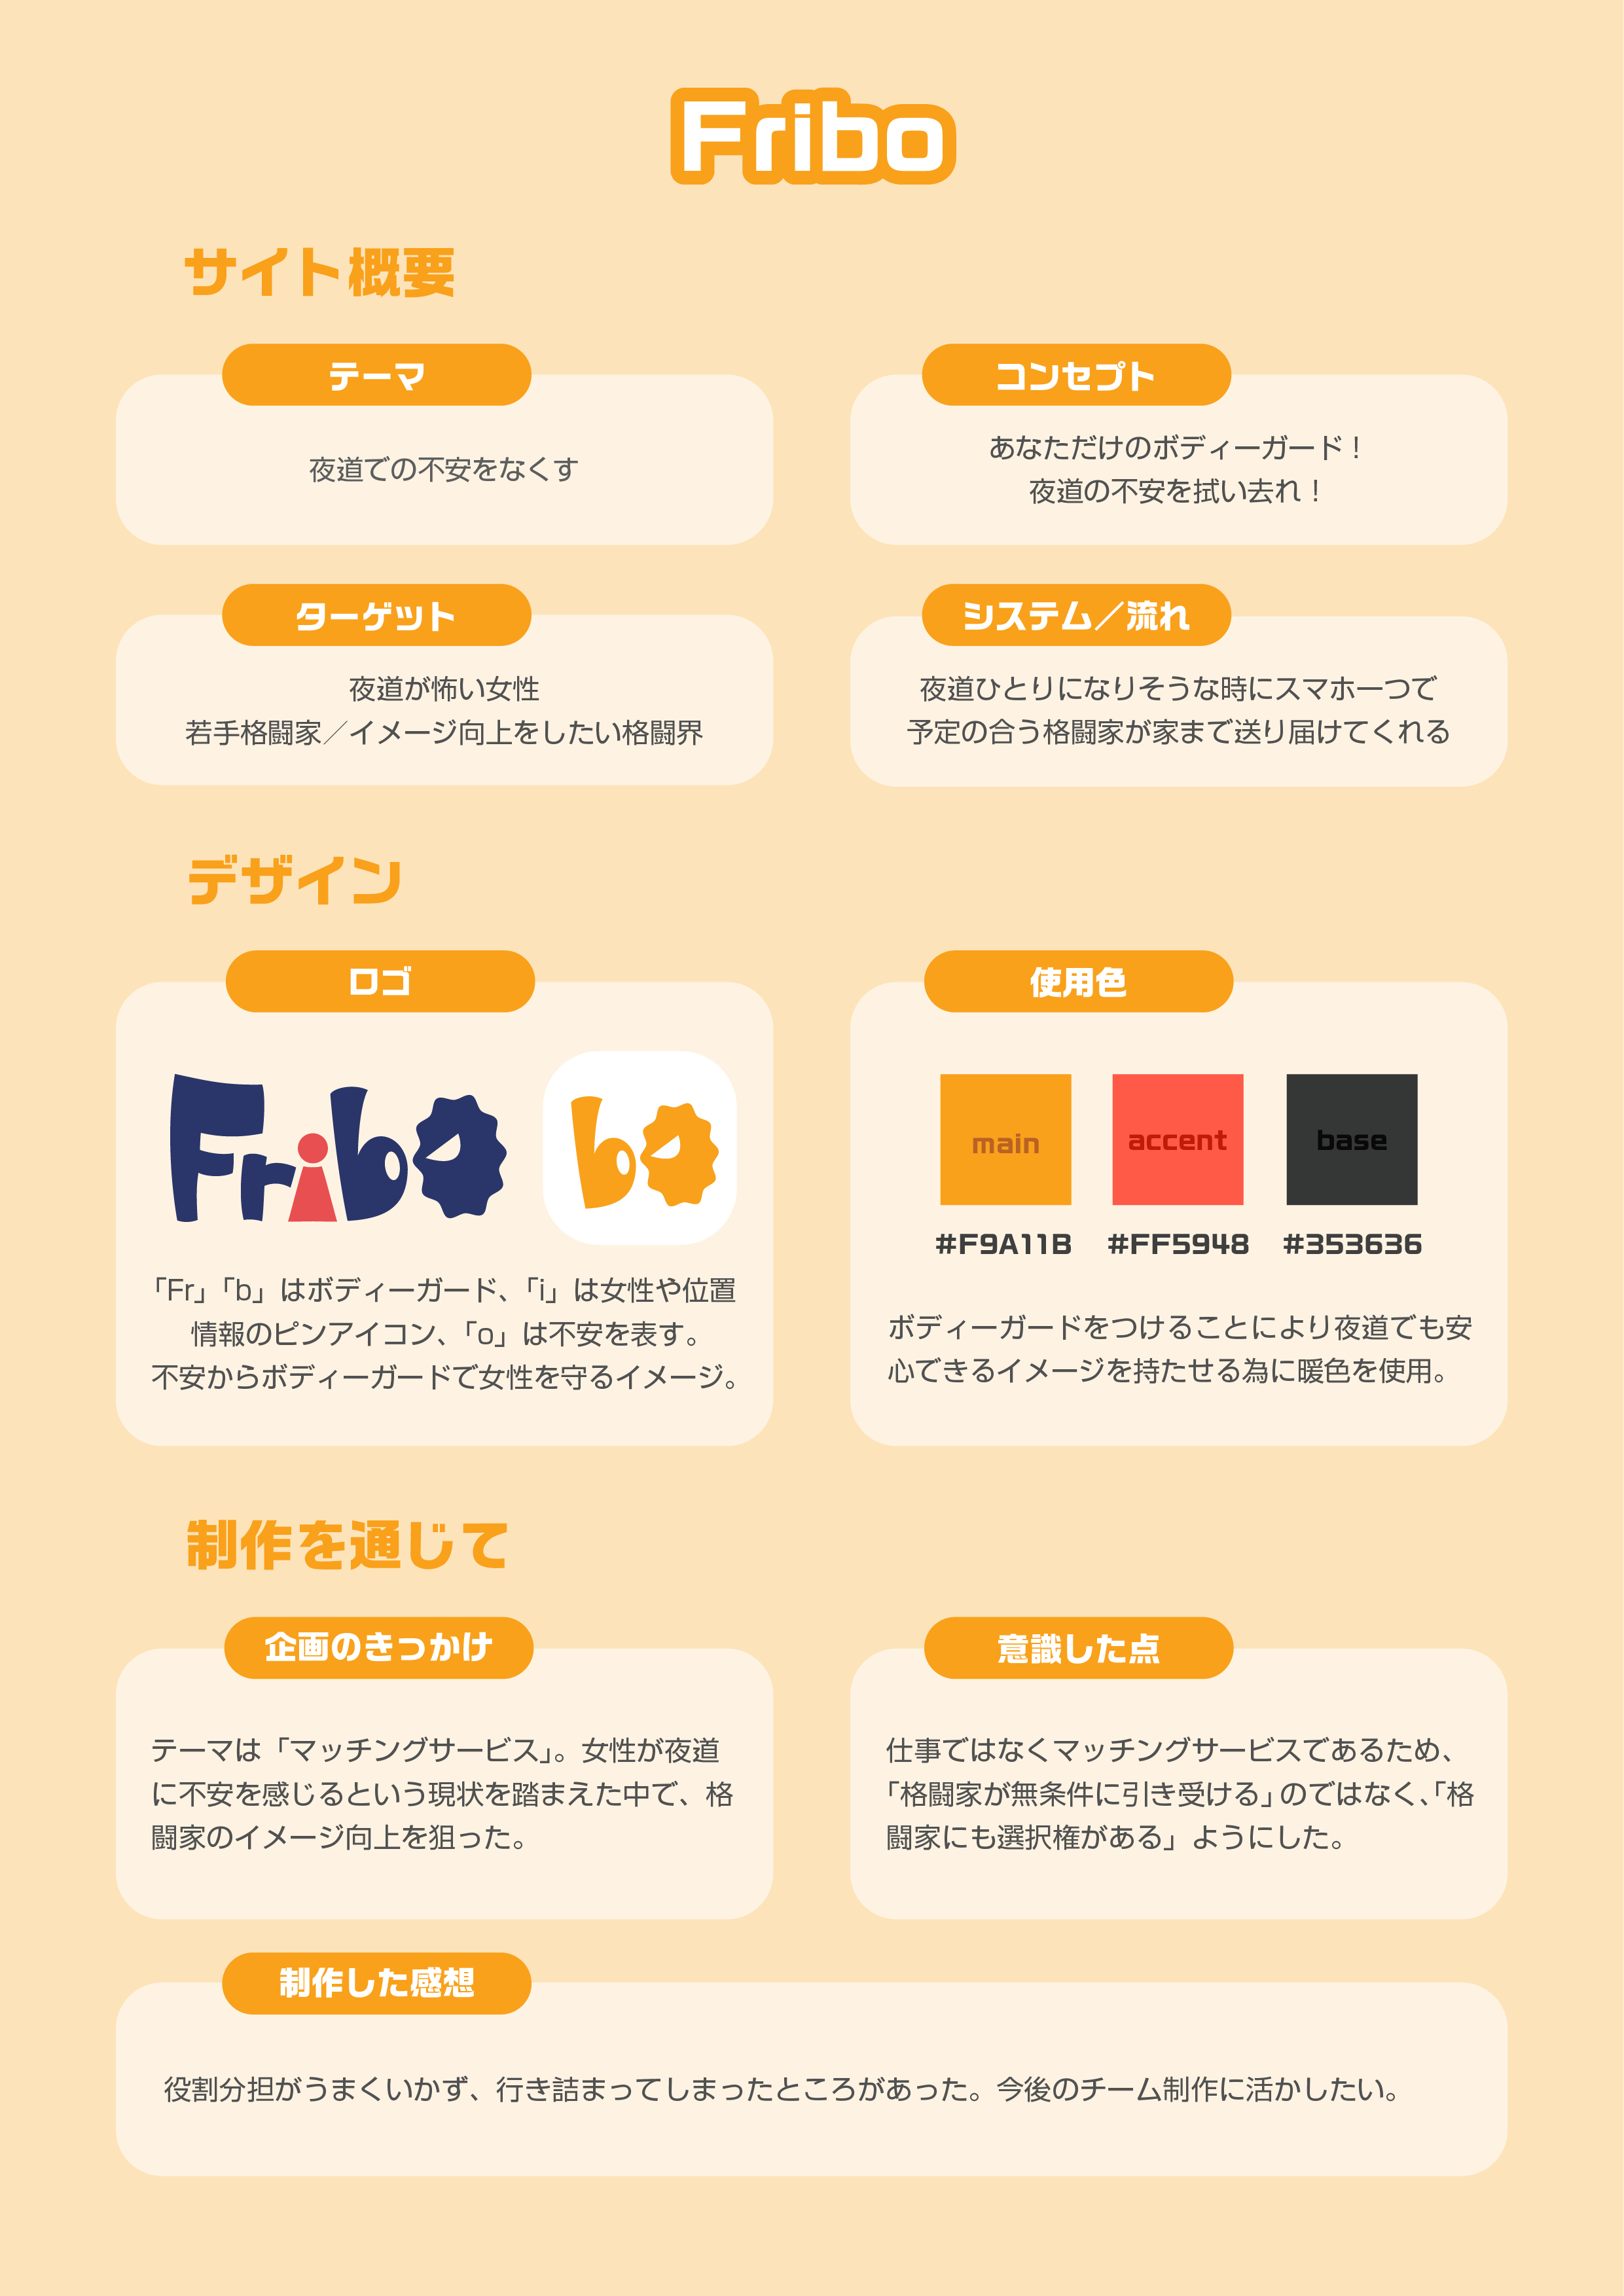 Fribo
サイト概要
テーマ
夜道での不安をなくす
コンセプト
あなただけのボディーガード！
夜道の不安を拭い去れ！
ターゲット
夜道が怖い女性
若手格闘家／イメージ向上をしたい格闘界
システム／流れ
夜道ひとりになりそうな時にスマホ一つで
予定の合う格闘家が家まで送り届けてくれる
デザイン
ロゴ
Fribo
bo
「Fr」「b」はボディーガード、「i」は女性や位置
情報のピンアイコン、「o」は不安を表す。
不安からボディーガードで女性を守るイメージ。
使用色
main
accent
base
#F9A11B
#FF5948
#353636
ボディーガードをつけることにより夜道でも安
心できるイメージを持たせる為に暖色を使用。
制作を通じて
企画のきっかけ
テーマは「マッチングサービス」。女性が夜道
に不安を感じるという現状を踏まえた中で、格
闘家のイメージ向上を狙った。
意識した点
仕事ではなくマッチングサービスであるため、
「格闘家が無条件に引き受ける」のではなく、「格
闘家にも選択権がある」ようにした。
制作した感想
役割分担がうまくいかず、行き詰まってしまったところがあった。今後のチーム制作に活かしたい。